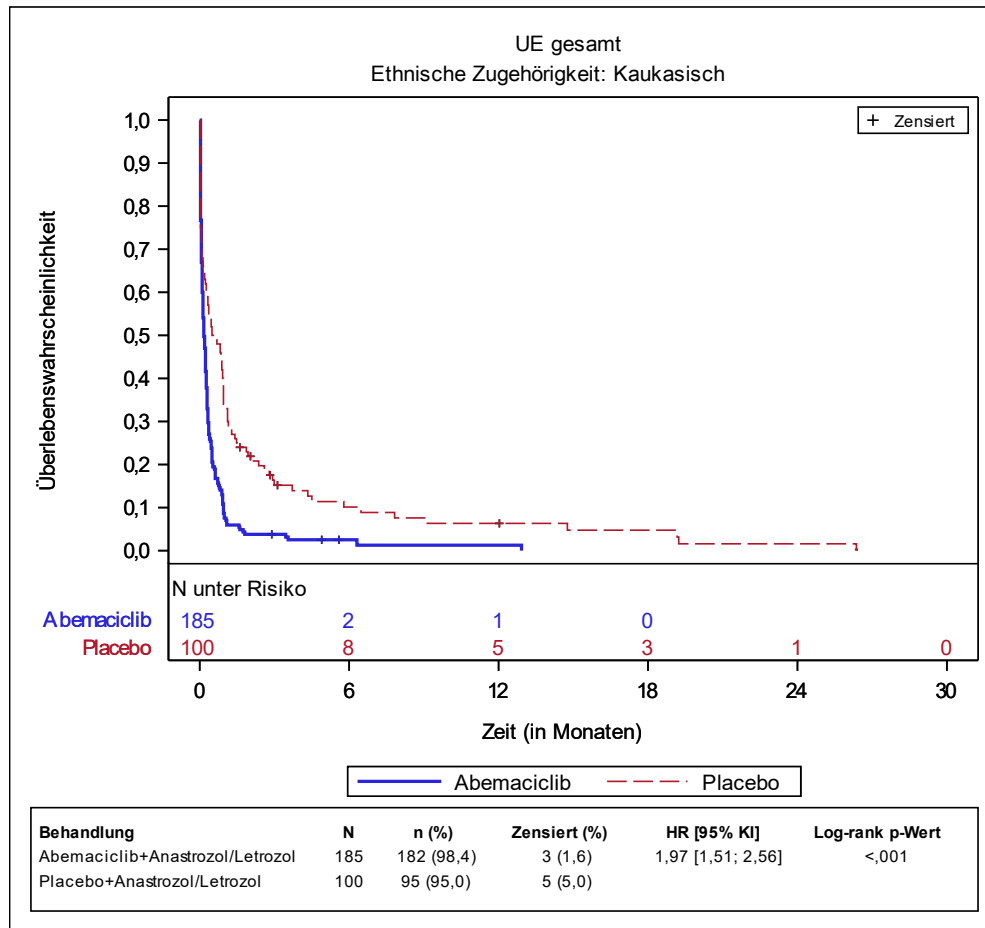 UE gesamt
Ethnische Zugehörigkeit: Kaukasisch
+ Zensiert
1,0
0,9
0,8
0,7
0,6
0,5
0,4
0,3
0,2
0,1
0,0
Überlebenswahrscheinlichkeit
N unter Risiko
Abemaciclib 185 2 1 0
Placebo 100 8 5 3 1 0
0 6 12 18 24 30
Zeit (in Monaten)
Abemaciclib Placebo
Behandlung N n (%) Zensiert (%) HR [95% KI] Log-rank p-Wert
Abemaciclib+Anastrozol/Letrozol 185 182 (98,4) 3 (1,6) 1,97 [1,51; 2,56] <,001
Placebo+Anastrozol/Letrozol 100 95 (95,0) 5 (5,0)